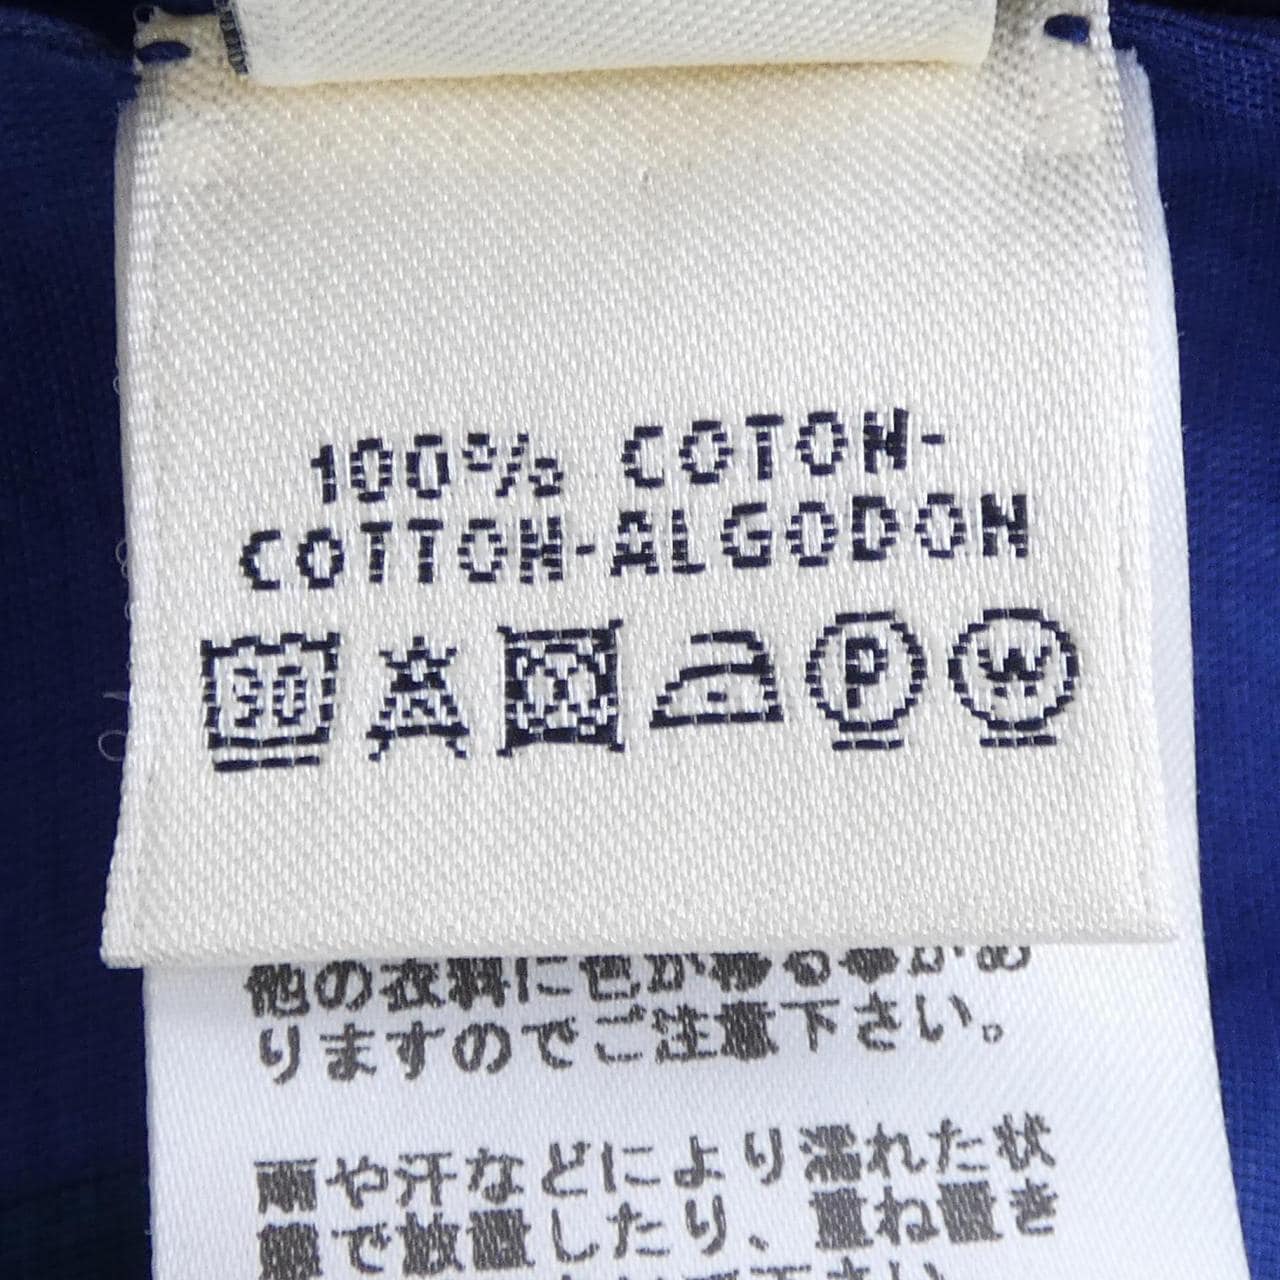 100% COTON-
COTTON-ALGODON
30 P W
他の衣料に色が移る事があ
りますのでご注意下さい。
雨や汗などにより濡れた状
態で放置したり、重ね置き